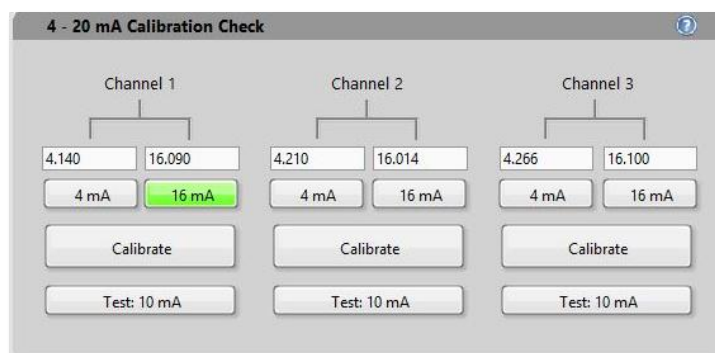 4 - 20 mA Calibration Check
?
Channel 1 Channel 2 Channel 3
4.140 16.090 4.210 16.014 4.266 16.100
4 mA 16 mA 4 mA 16 mA 4 mA 16 mA
Calibrate Calibrate Calibrate
Test: 10 mA Test: 10 mA Test: 10 mA